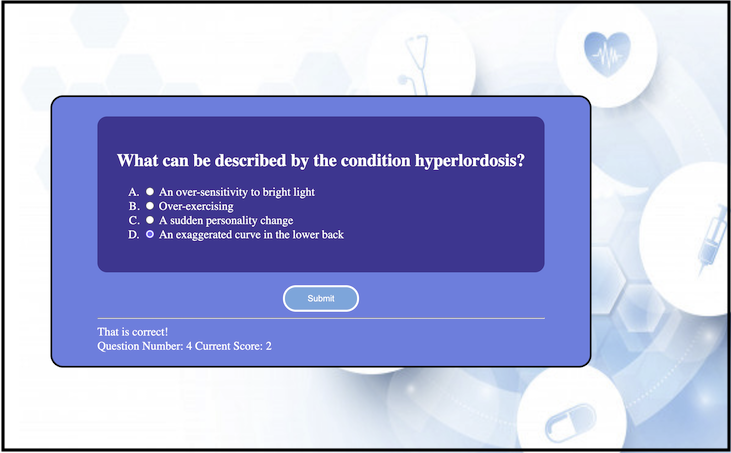 What can be described by the condition hyperlordosis?
A. An over-sensitivity to bright light
B. Over-exercising
C. A sudden personality change
D. An exaggerated curve in the lower back
Submit
That is correct!
Question Number: 4 Current Score: 2